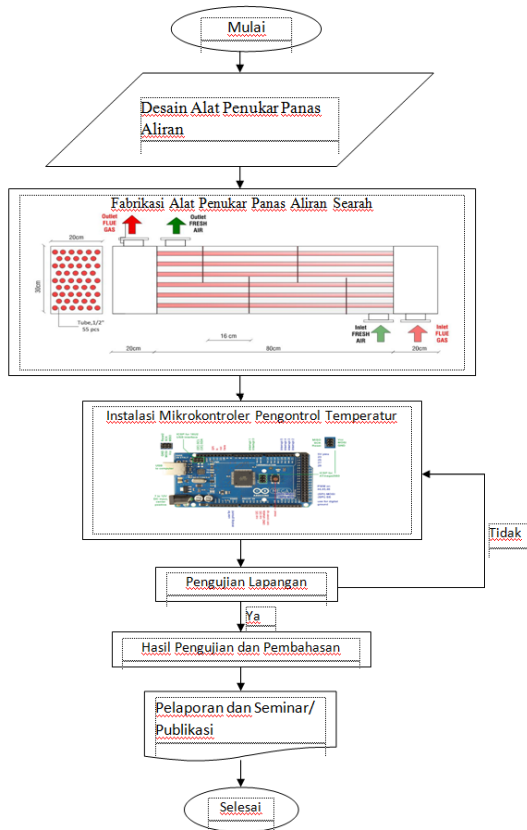 Mulai
Desain Alat Penukar Panas
Aliran
Fabrikasi Alat Penukar Panas Aliran Searah
Outlet
FLUE
GAS
Outlet
FRESH
AIR
20cm
30cm
Tube,1/2"
55 pcs
16 cm
20cm
80cm
20cm
Inlet
FRESH
AIR
Inlet
FLUE
GAS
Instalasi Mikrokontroler Pengontrol Temperatur
Tidak
Pengujian Lapangan
Ya
Hasil Pengujian dan Pembahasan
Pelaporan dan Seminar/
Publikasi
Selesai